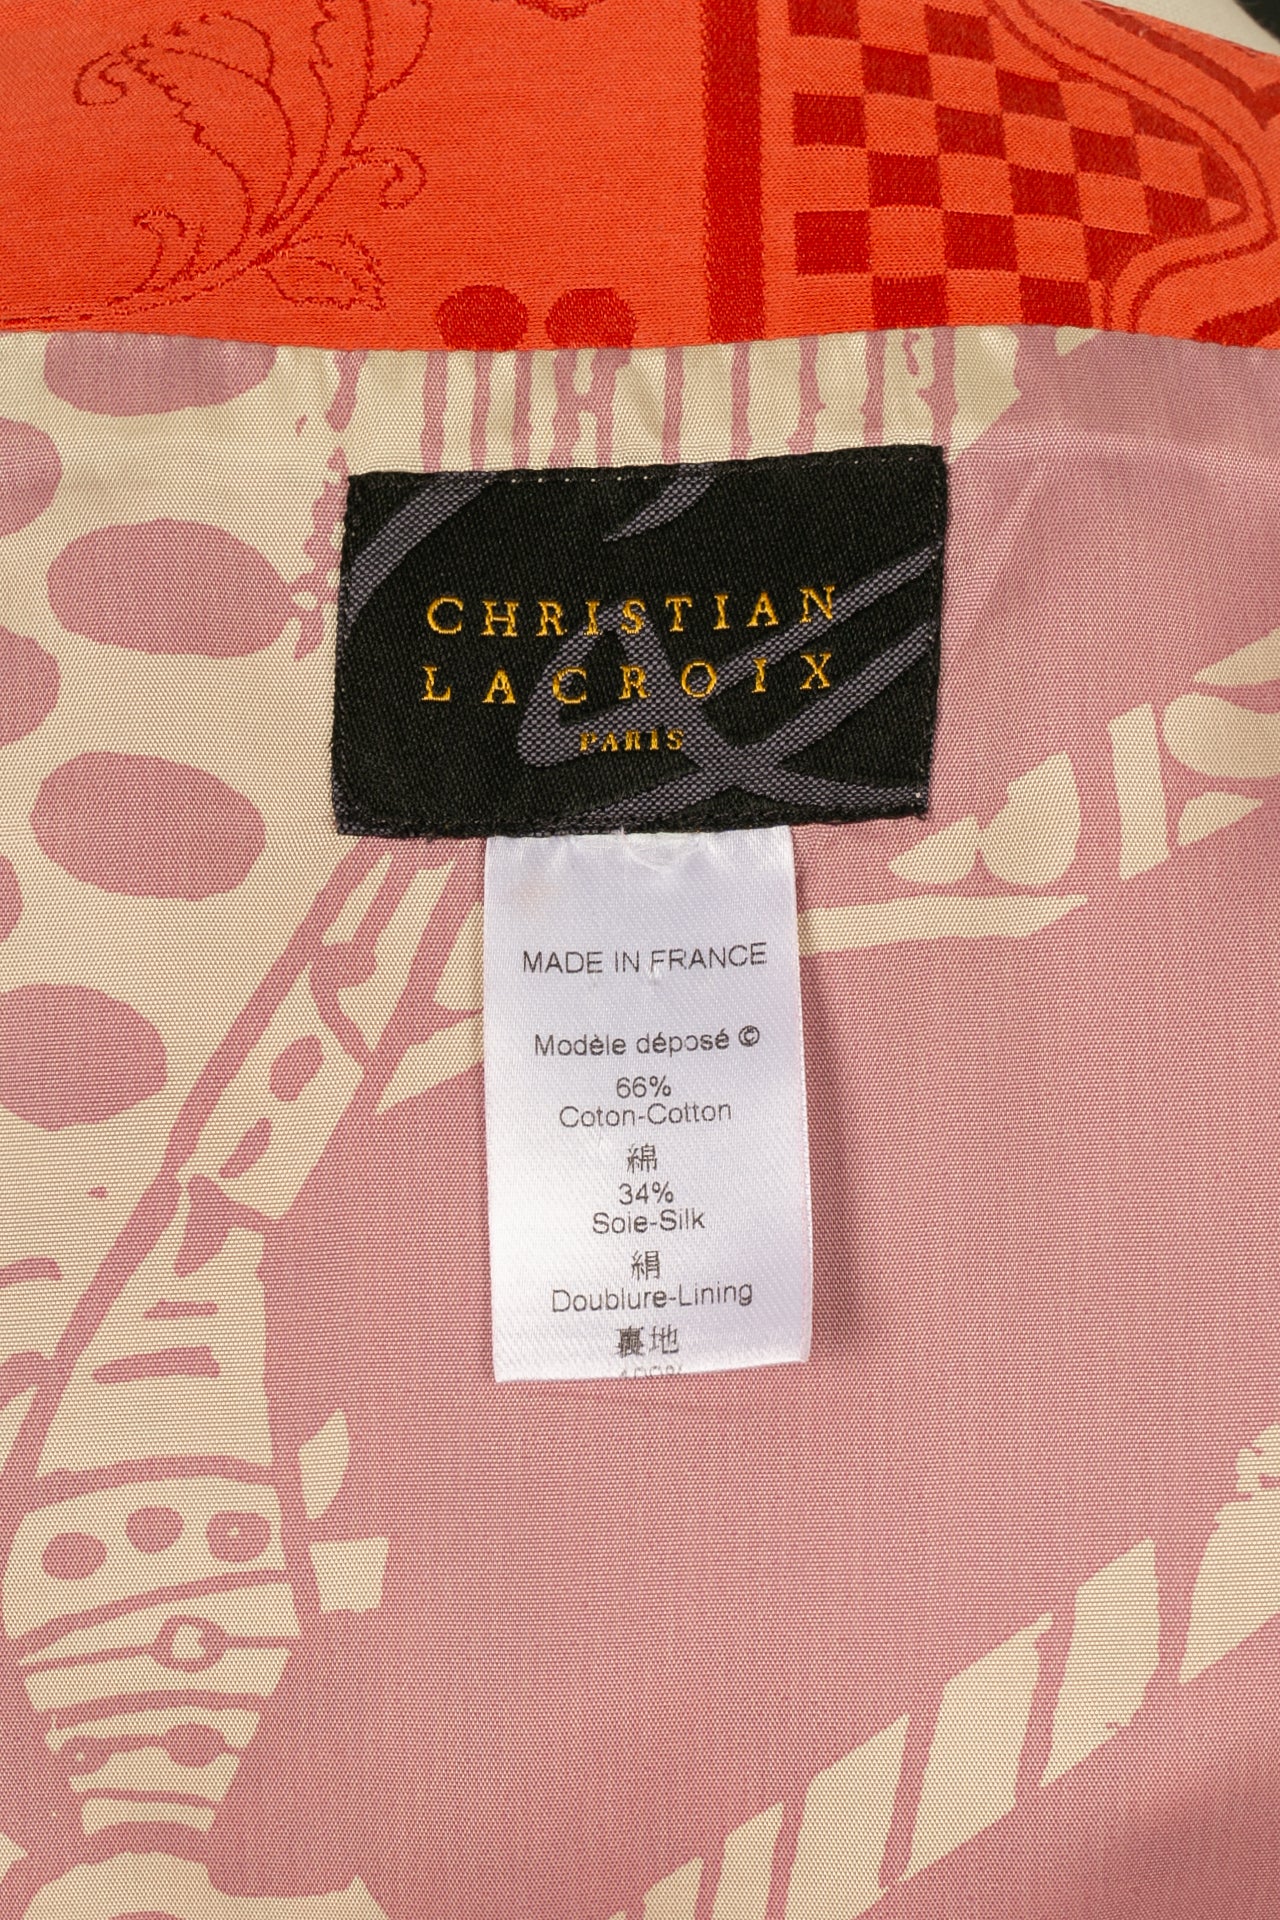 CHRISTIAN
LACROIX
PARIS
MADE IN FRANCE
Modèle déposé ©
66%
Coton-Cotton
綿
34%
Soie-Silk
絹
Doublure-Lining
裏地